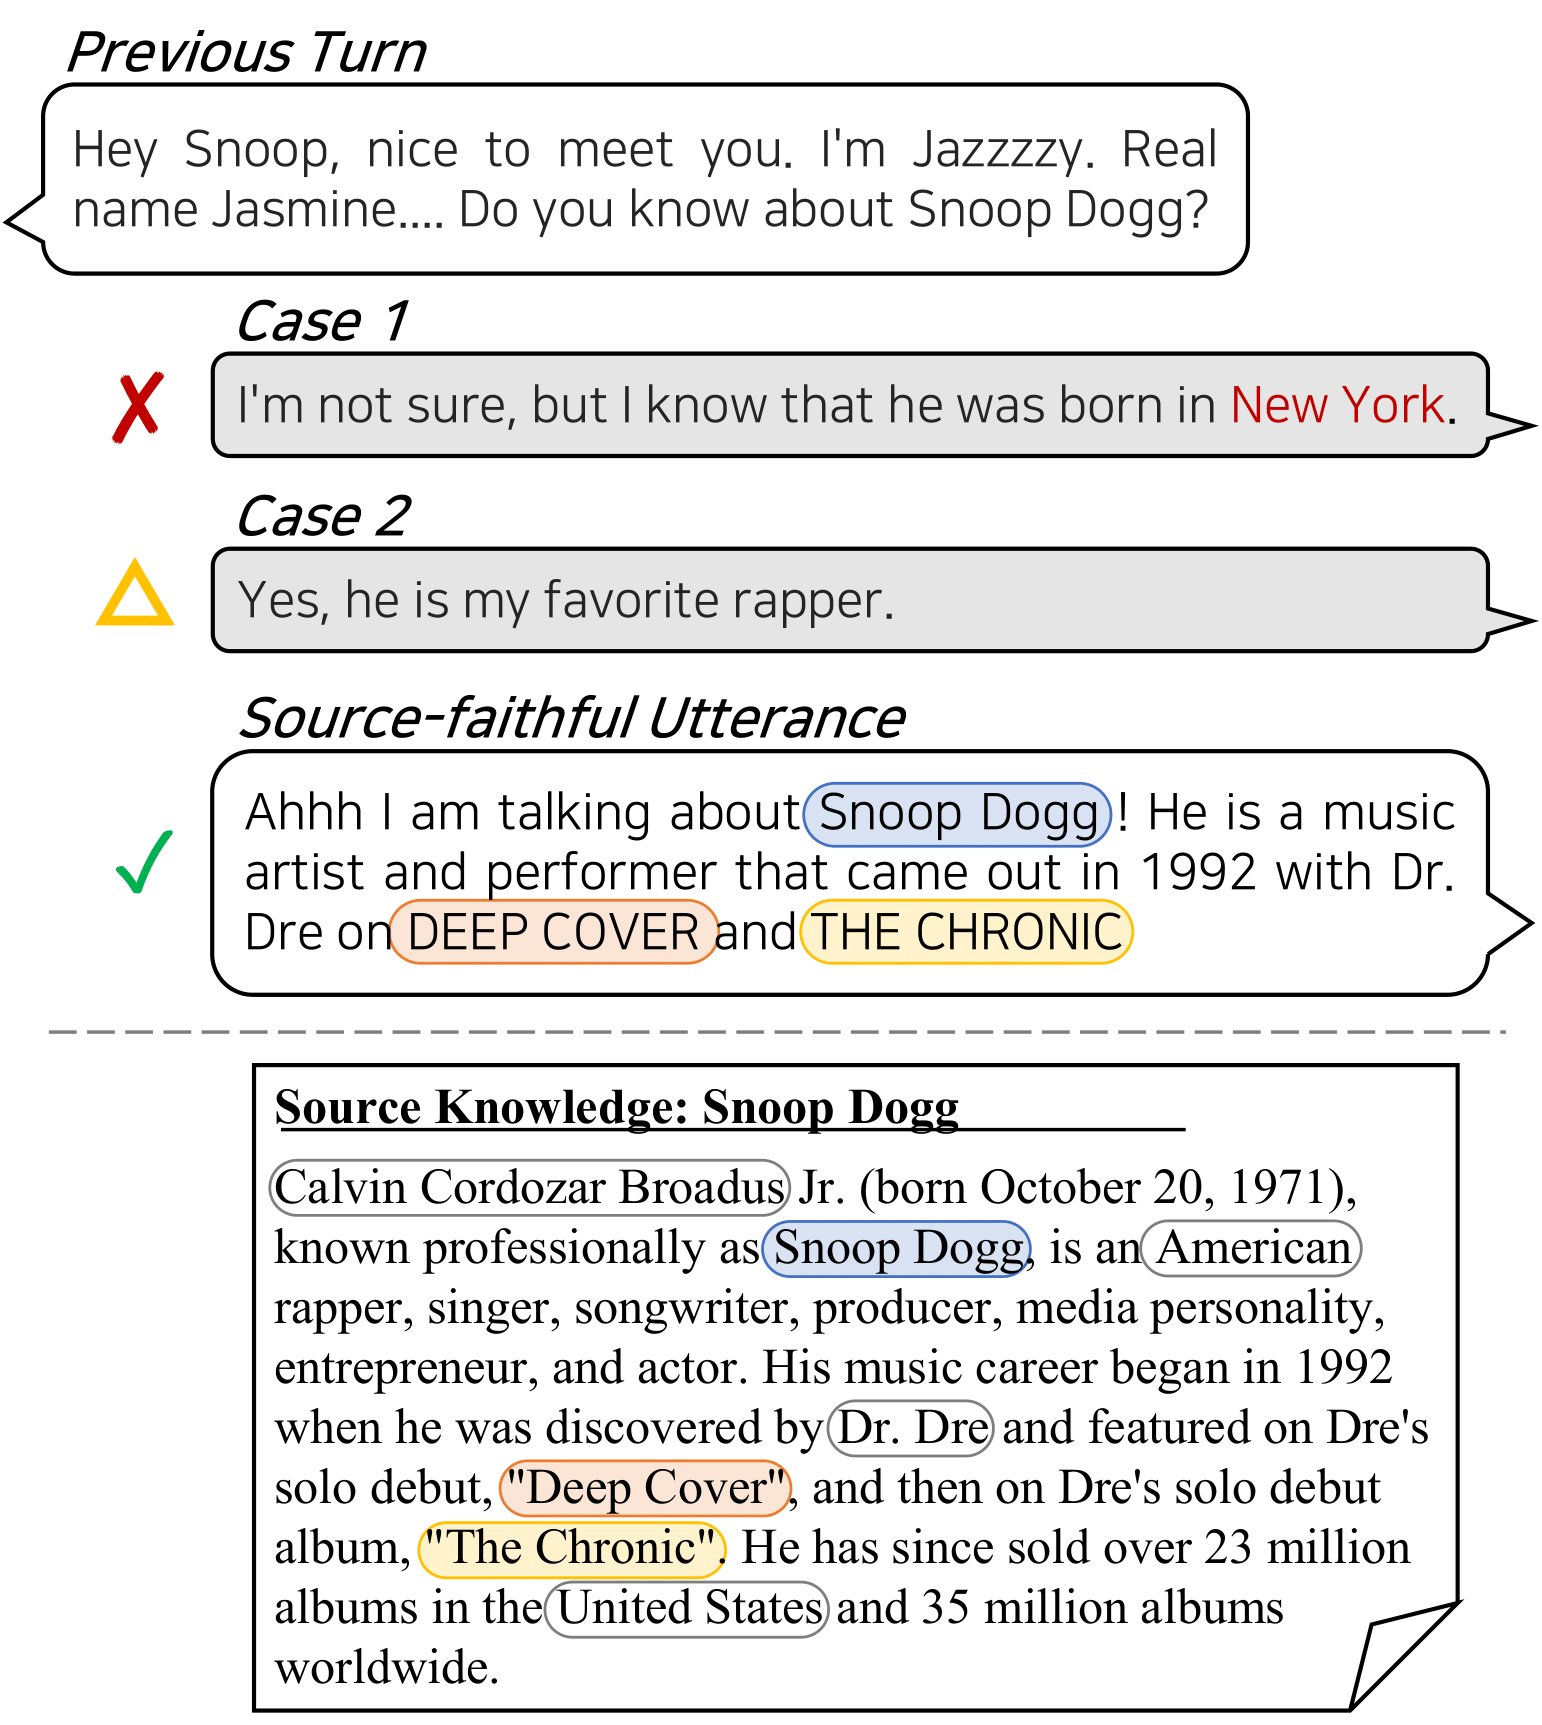 Previous Turn
Hey Snoop, nice to meet you. I'm Jazzzzy. Real
name Jasmine.... Do you know about Snoop Dogg?
Case 1
I'm not sure, but I know that he was born in New York.
Case 2
Yes, he is my favorite rapper.
Source-faithful Utterance
Ahhh I am talking about Snoop Dogg ! He is a music
artist and performer that came out in 1992 with Dr.
Dre on DEEP COVER and THE CHRONIC
Source Knowledge: Snoop Dogg
Calvin Cordozar Broadus Jr. (born October 20, 1971),
known professionally as Snoop Dogg, is an American
rapper, singer, songwriter, producer, media personality,
entrepreneur, and actor. His music career began in 1992
when he was discovered by Dr. Dre and featured on Dre's
solo debut, "Deep Cover", and then on Dre's solo debut
album, "The Chronic". He has since sold over 23 million
albums in the United States and 35 million albums
worldwide.